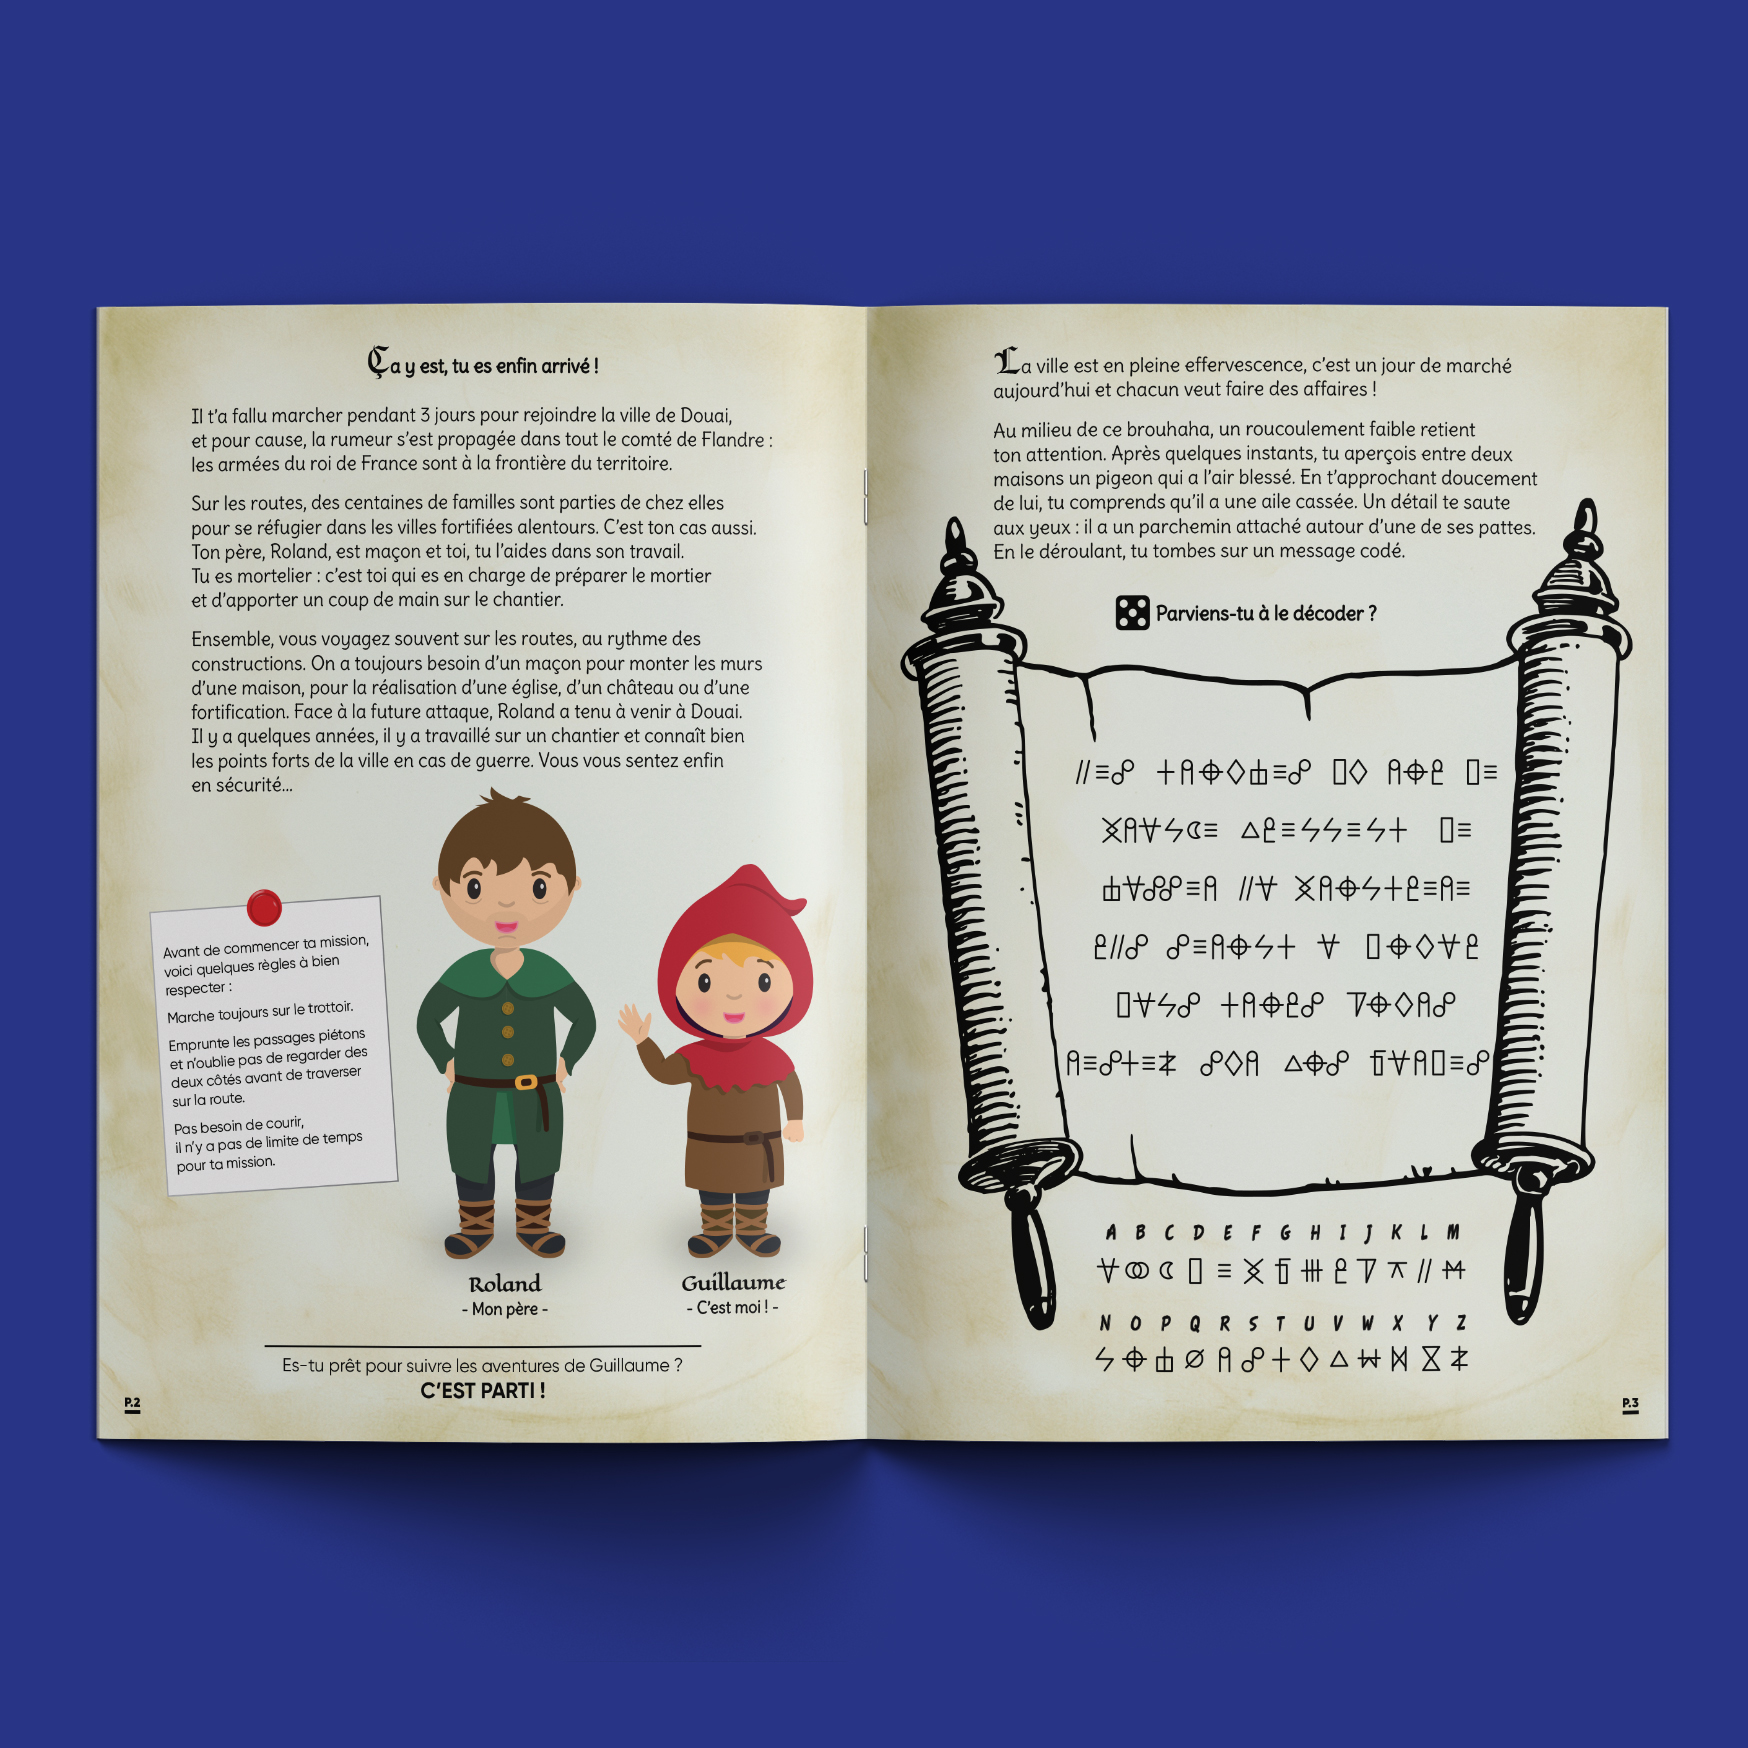 Ça y est, tu es enfin arrivé !
Il t'a fallu marcher pendant 3 jours pour rejoindre la ville de Douai,
et pour cause, la rumeur s'est propagée dans tout le comté de Flandre :
les armées du roi de France sont à la frontière du territoire.
Sur les routes, des centaines de familles sont parties de chez elles
pour se réfugier dans les villes fortifiées alentours. C'est ton cas aussi.
Ton père, Roland, est maçon et toi, tu l'aides dans son travail.
Tu es mortelier : c'est toi qui es en charge de préparer le mortier
et d'apporter un coup de main sur le chantier.
Ensemble, vous voyagez souvent sur les routes, au rythme des
constructions. On a toujours besoin d'un maçon pour monter les murs
d'une maison, pour la réalisation d'une église, d'un château ou d'une
fortification. Face à la future attaque, Roland a tenu à venir à Douai.
Il y a quelques années, il y a travaillé sur un chantier et connaît bien
les points forts de la ville en cas de guerre. Vous vous sentez enfin
en sécurité...
Avant de commencer ta mission,
voici quelques règles à bien
respecter :
Marche toujours sur le trottoir.
Emprunte les passages piétons
et n'oublie pas de regarder des
deux côtés avant de traverser
sur la route.
Pas besoin de courir,
il n'y a pas de limite de temps
pour ta mission.
Roland
- Mon père -
Guillaume
- C'est moi ! -
Es-tu prêt pour suivre les aventures de Guillaume ?
C'EST PARTI !
P.2
La ville est en pleine effervescence, c'est un jour de marché
aujourd'hui et chacun veut faire des affaires !
Au milieu de ce brouhaha, un roucoulement faible retient
ton attention. Après quelques instants, tu aperçois entre deux
maisons un pigeon qui a l'air blessé. En t'approchant doucement
de lui, tu comprends qu'il a une aile cassée. Un détail te saute
aux yeux : il a un parchemin attaché autour d'une de ses pattes.
En le déroulant, tu tombes sur un message codé.
Parviens-tu à le décoder ?
A B C D E F G H I J K L M
N O P Q R S T U V W X Y Z
P.3